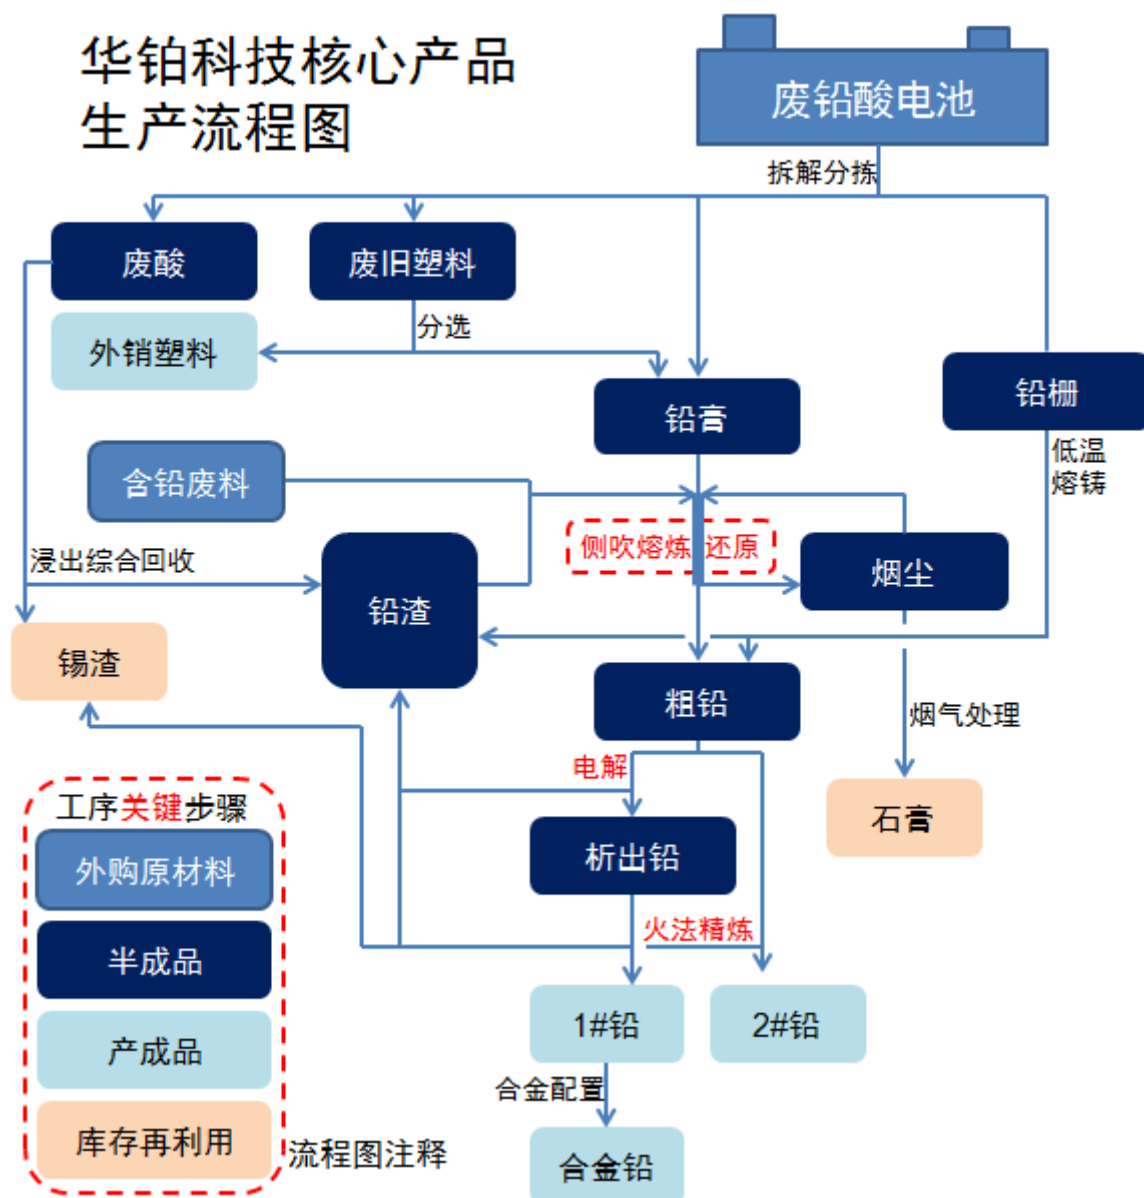 华铂科技核心产品
生产流程图
废铅酸电池
拆解分拣
废酸
废旧塑料
分选
外销塑料
铅膏
铅栅
低温
熔铸
含铅废料
侧吹熔炼 还原
浸出综合回收
铅渣
烟尘
锡渣
粗铅
烟气处理
电解
石膏
析出铅
火法精炼
1#铅
2#铅
合金配置
合金铅
工序关键步骤
外购原材料
半成品
产成品
库存再利用
流程图注释